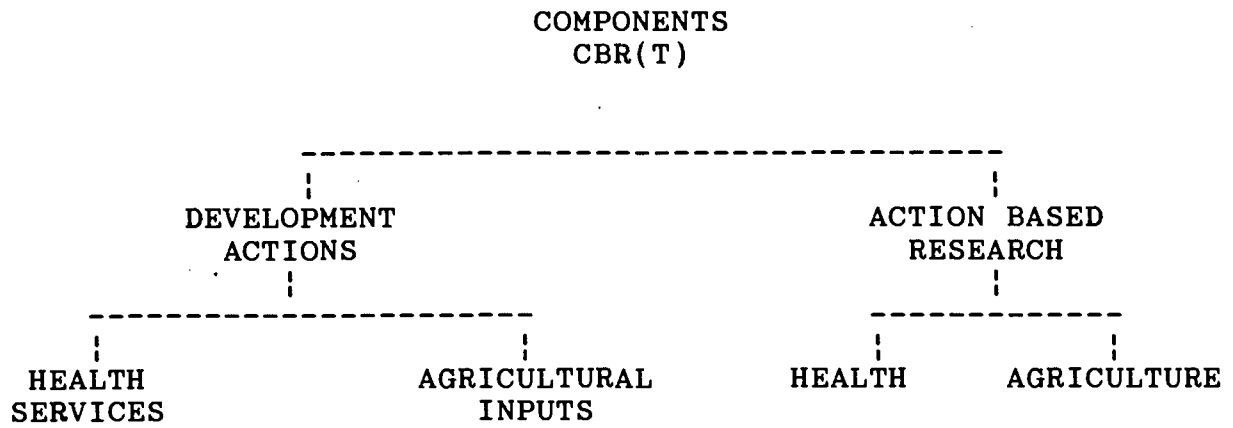 COMPONENTS
CBR(T)
DEVELOPMENT
ACTIONS
ACTION BASED
RESEARCH
HEALTH
SERVICES
AGRICULTURAL
INPUTS
HEALTH
AGRICULTURE